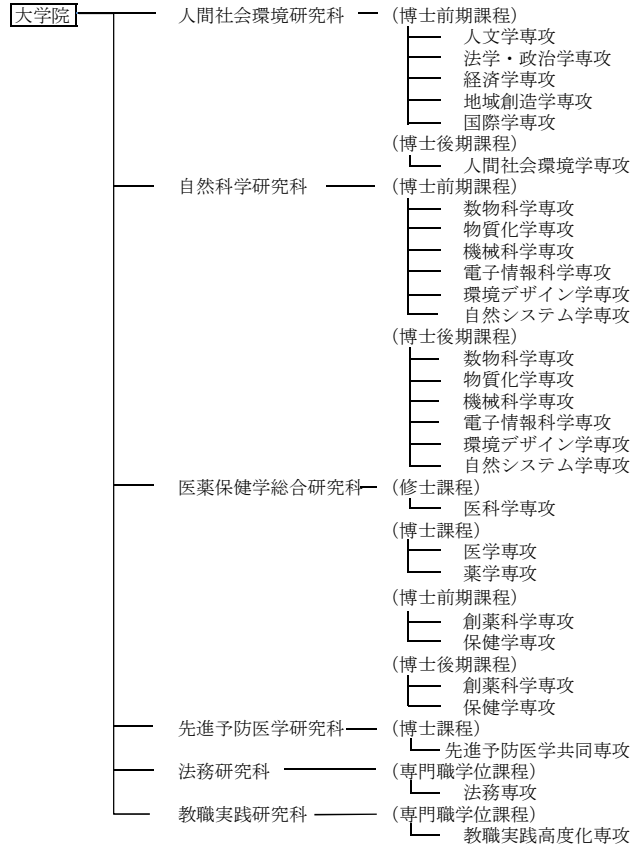 大学院 人間社会環境研究科 (博士前期課程)
人文学専攻
法学・政治学専攻
経済学専攻
地域創造学専攻
国際学専攻
(博士後期課程)
人間社会環境学専攻
自然科学研究科 (博士前期課程)
数物科学専攻
物質化学専攻
機械科学専攻
電子情報科学専攻
環境デザイン学専攻
自然システム学専攻
(博士後期課程)
数物科学専攻
物質化学専攻
機械科学専攻
電子情報科学専攻
環境デザイン学専攻
自然システム学専攻
医薬保健学総合研究科 (修士課程)
医科学専攻
(博士課程)
医学専攻
薬学専攻
(博士前期課程)
創薬科学専攻
保健学専攻
(博士後期課程)
創薬科学専攻
保健学専攻
先進予防医学研究科 (博士課程)
先進予防医学共同専攻
法務研究科 (専門職学位課程)
法務専攻
教職実践研究科 (専門職学位課程)
教職実践高度化専攻